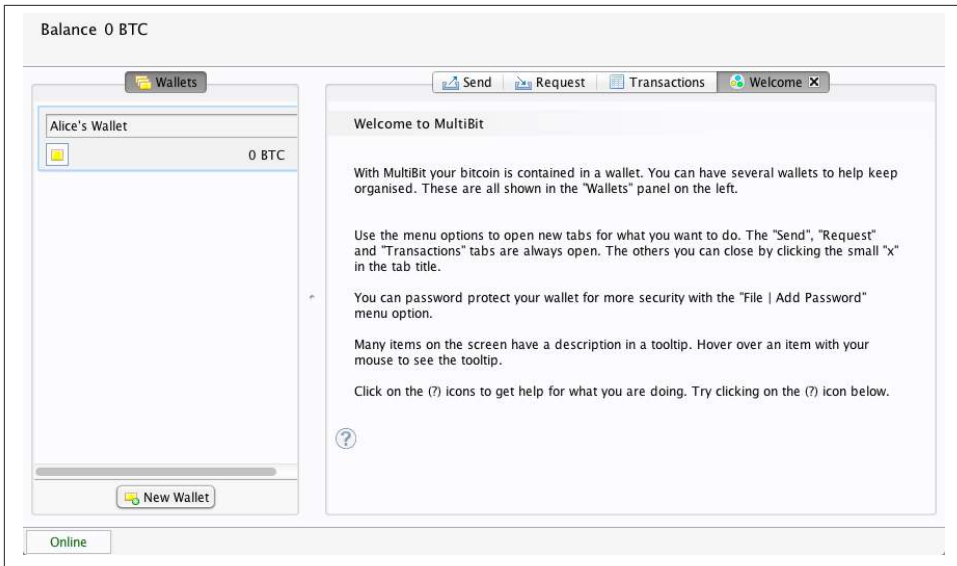 Balance 0 BTC
Wallets
Send
Request
Transactions
Welcome
Alice's Wallet
0 BTC
Welcome to MultiBit
With MultiBit your bitcoin is contained in a wallet. You can have several wallets to help keep
organised. These are all shown in the "Wallets" panel on the left.
Use the menu options to open new tabs for what you want to do. The "Send", "Request"
and "Transactions" tabs are always open. The others you can close by clicking the small "x"
in the tab title.
You can password protect your wallet for more security with the "File | Add Password"
menu option.
Many items on the screen have a description in a tooltip. Hover over an item with your
mouse to see the tooltip.
Click on the (?) icons to get help for what you are doing. Try clicking on the (?) icon below.
?
New Wallet
Online